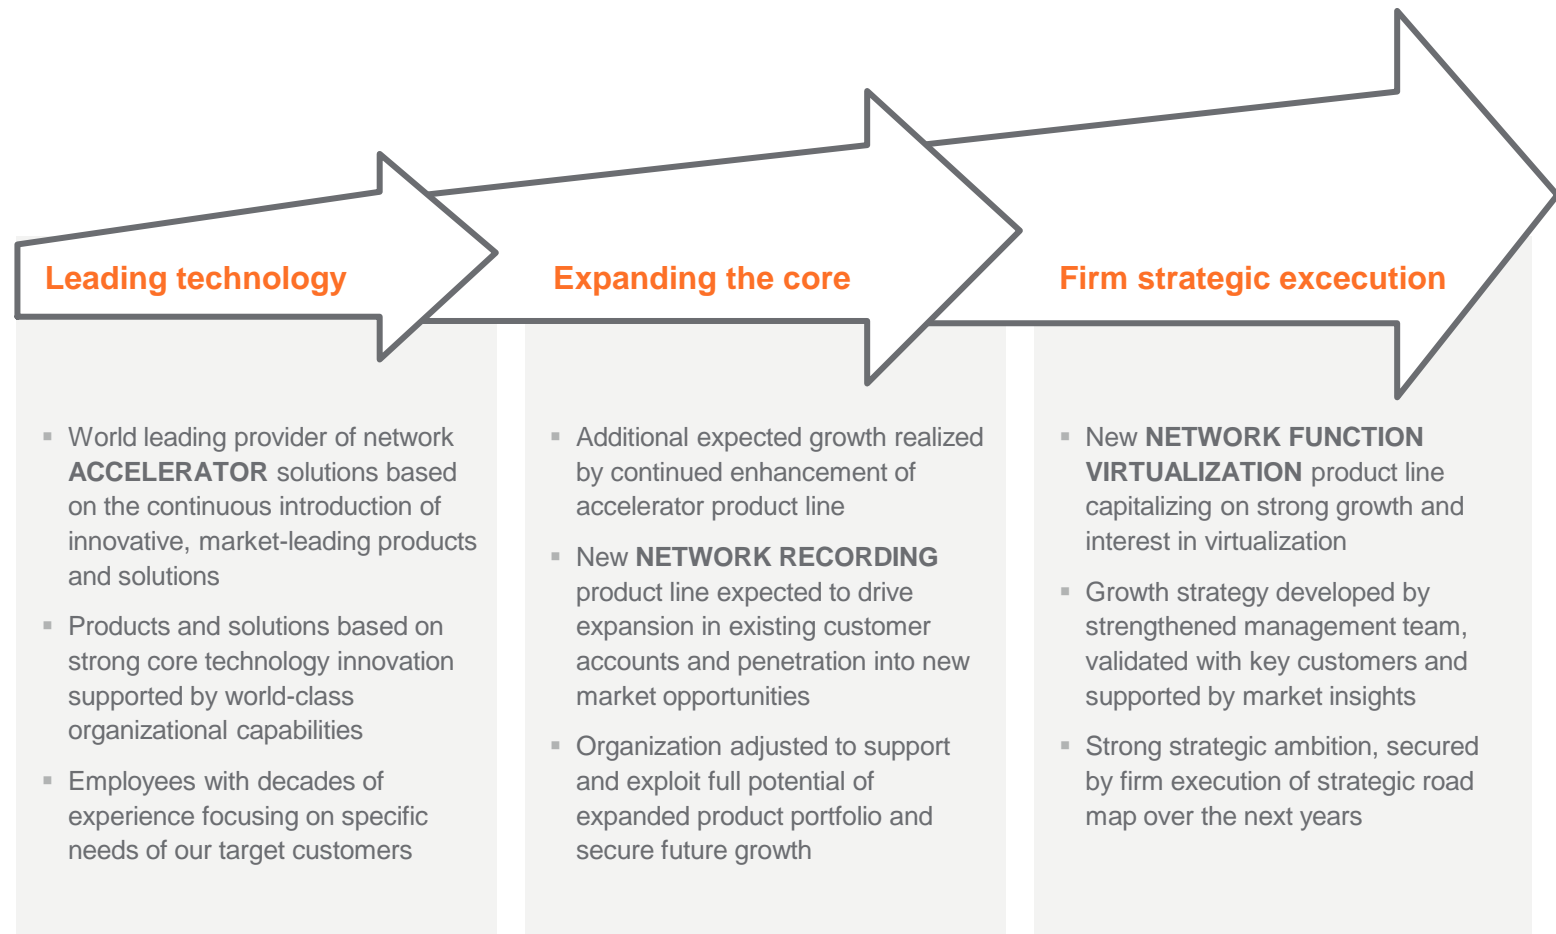 Leading technology
World leading provider of network
ACCELERATOR solutions based
on the continuous introduction of
innovative, market-leading products
and solutions
Products and solutions based on
strong core technology innovation
supported by world-class
organizational capabilities
Employees with decades of
experience focusing on specific
needs of our target customers
Expanding the core
Additional expected growth realized
by continued enhancement of
accelerator product line
New NETWORK RECORDING
product line expected to drive
expansion in existing customer
accounts and penetration into new
market opportunities
Organization adjusted to support
and exploit full potential of
expanded product portfolio and
secure future growth
Firm strategic excecution
New NETWORK FUNCTION
VIRTUALIZATION product line
capitalizing on strong growth and
interest in virtualization
Growth strategy developed by
strengthened management team,
validated with key customers and
supported by market insights
Strong strategic ambition, secured
by firm execution of strategic road
map over the next years